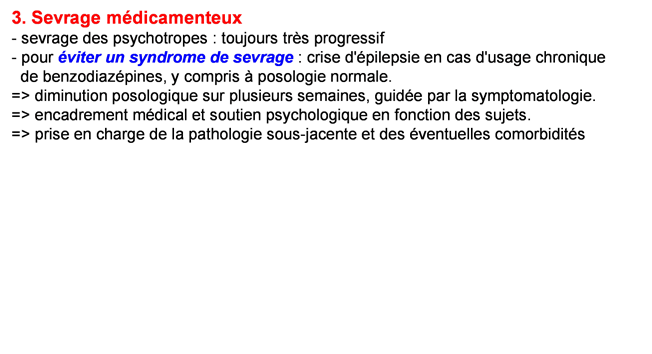 3. Sevrage médicamenteux
- sevrage des psychotropes : toujours très progressif
- pour éviter un syndrome de sevrage : crise d'épilepsie en cas d'usage chronique
de benzodiazépines, y compris à posologie normale.
=> diminution posologique sur plusieurs semaines, guidée par la symptomatologie.
=> encadrement médical et soutien psychologique en fonction des sujets.
=> prise en charge de la pathologie sous-jacente et des éventuelles comorbidités